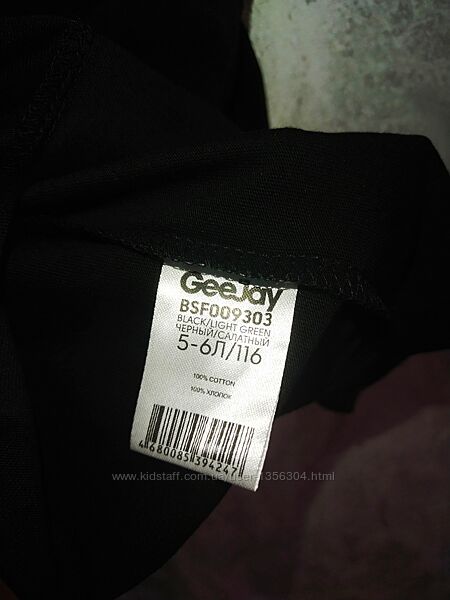 GeeJay
BSF009303
BLACK/LIGHT GREEN
ЧЕРНЫЙ/САЛАТНЫЙ
5-6Л/116
100% COTTON
100% ХЛОПОК
4680085394247